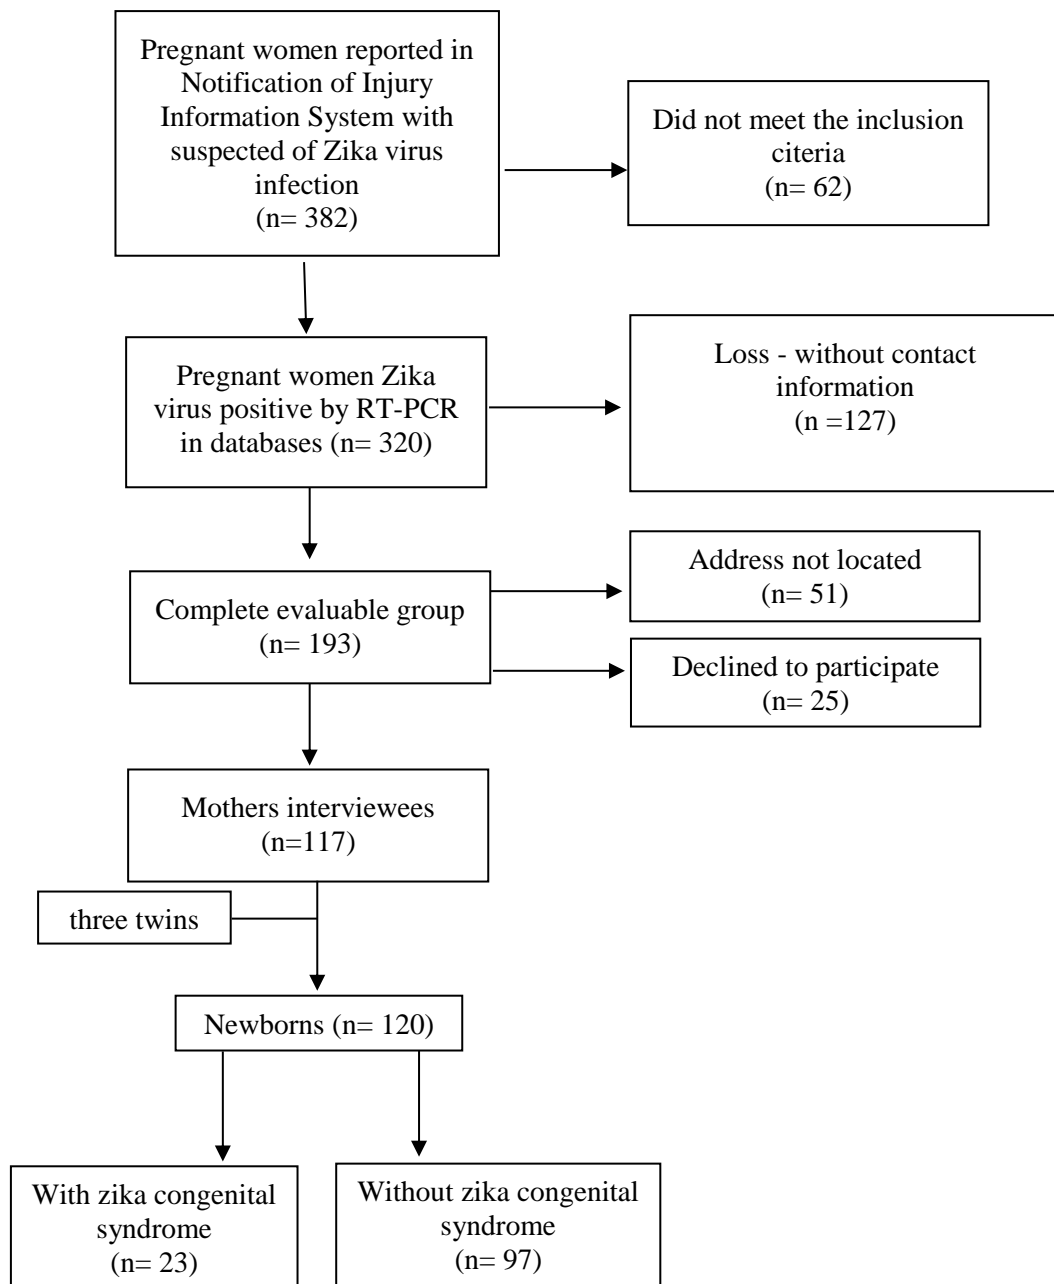 Pregnant women reported in
Notification of Injury
Information System with
suspected of Zika virus
infection
(n= 382)
Did not meet the inclusion
citeria
(n= 62)
Pregnant women Zika
virus positive by RT-PCR
in databases (n= 320)
Loss - without contact
information
(n =127)
Complete evaluable group
(n= 193)
Address not located
(n= 51)
Declined to participate
(n= 25)
Mothers interviewees
(n=117)
three twins
Newborns (n= 120)
With zika congenital
syndrome
(n= 23)
Without zika congenital
syndrome
(n= 97)